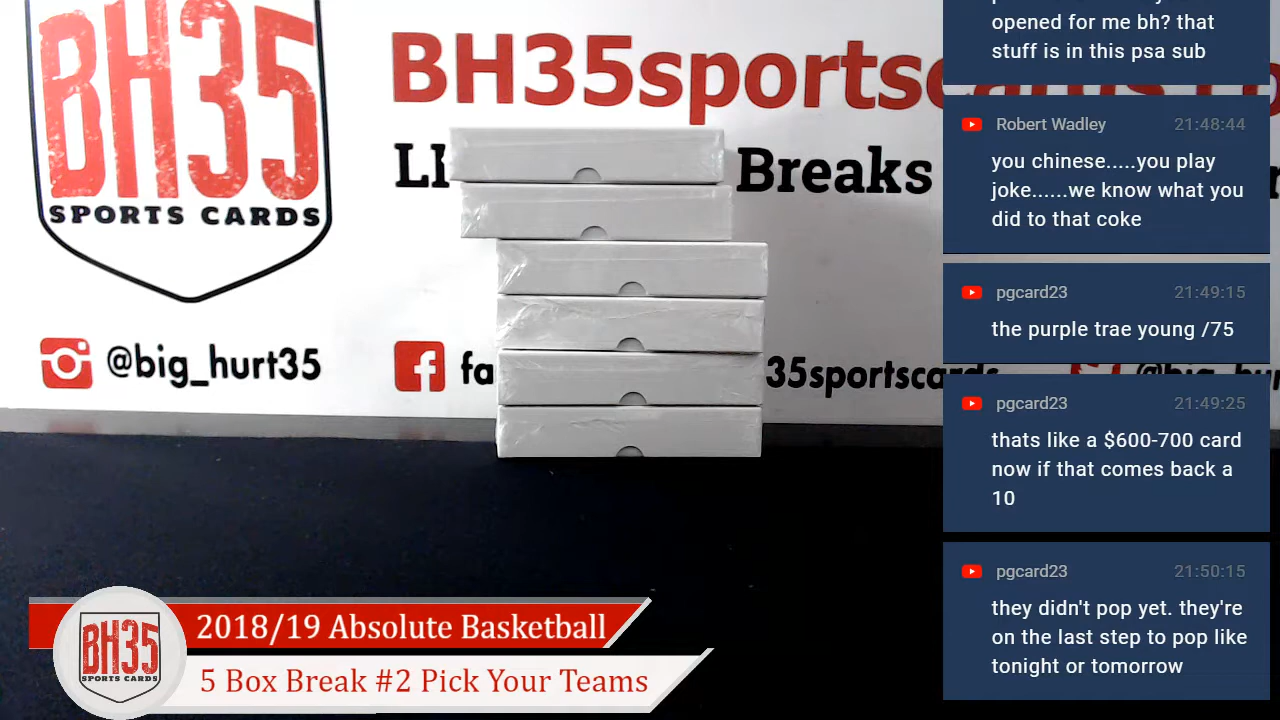 BH35
SPORTS CARDS
BH35sportscards.co
Breaks
@big_hurt35
fa
35sportscards
@big_hur
opened for me bh? that
stuff is in this psa sub
Robert Wadley 21:48:44
you chinese.....you play
joke......we know what you
did to that coke
pgcard23 21:49:15
the purple trae young /75
pgcard23 21:49:25
thats like a $600-700 card
now if that comes back a
10
pgcard23 21:50:15
they didn't pop yet. they're
on the last step to pop like
tonight or tomorrow
BH35
SPORTS CARDS
2018/19 Absolute Basketball
5 Box Break #2 Pick Your Teams